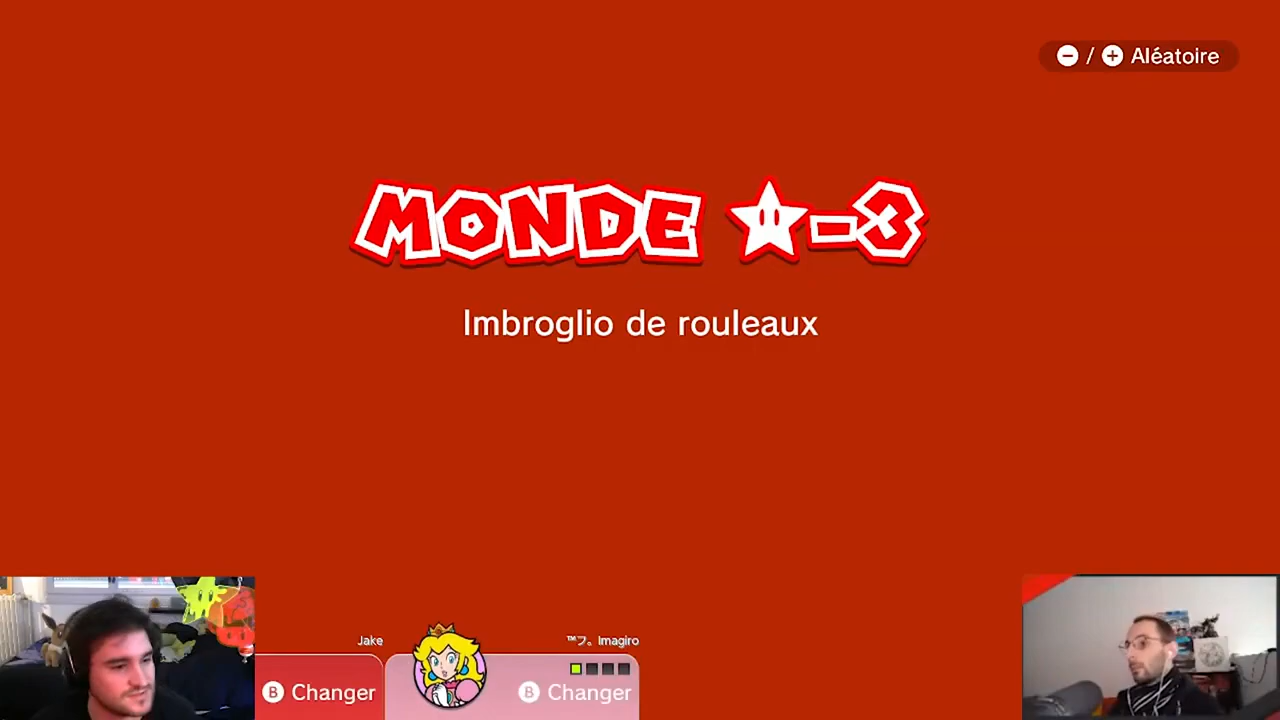 − / + Aléatoire
MONDE ★-3
Imbroglio de rouleaux
Jake
™フ。Imagiro
B Changer
B Changer